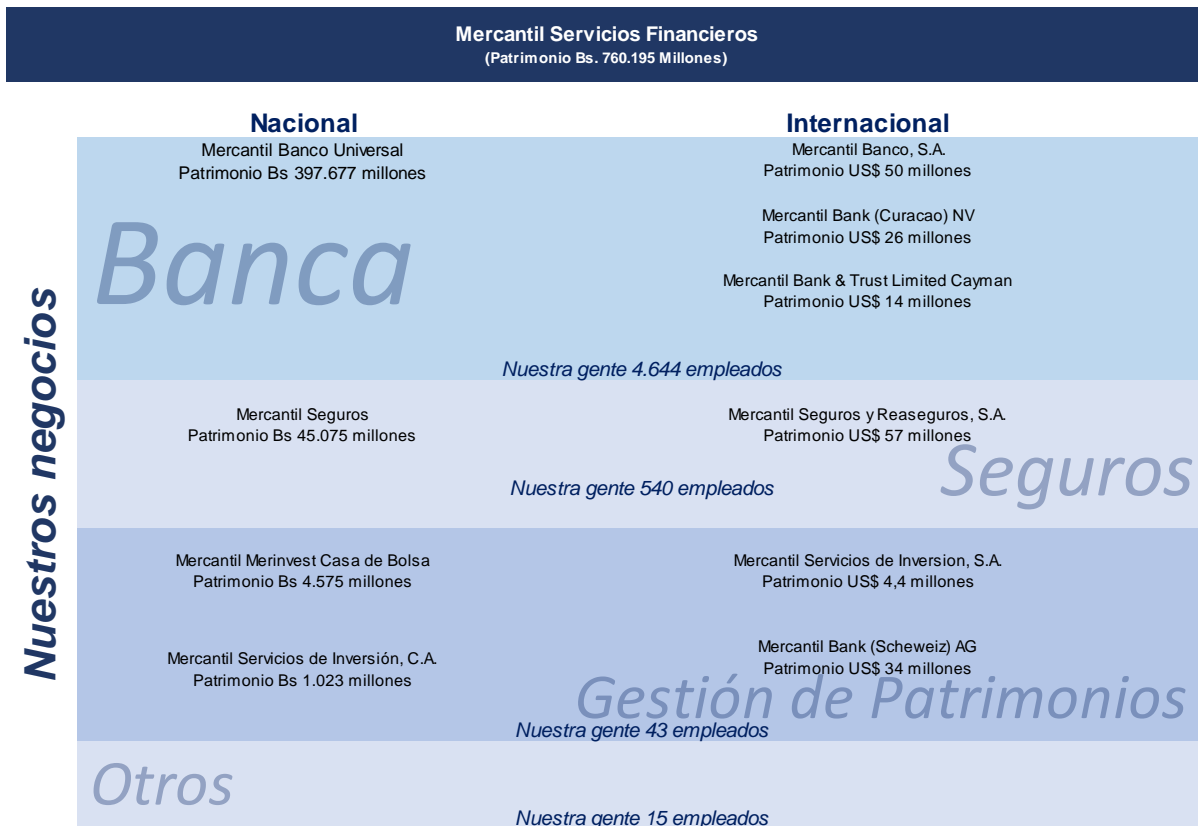 Mercantil Servicios Financieros
(Patrimonio Bs. 760.195 Millones)
Nuestros negocios
Nacional
Internacional
Mercantil Banco Universal
Patrimonio Bs 397.677 millones
Mercantil Banco, S.A.
Patrimonio US$ 50 millones
Mercantil Bank (Curacao) NV
Patrimonio US$ 26 millones
Banca
Mercantil Bank & Trust Limited Cayman
Patrimonio US$ 14 millones
Nuestra gente 4.644 empleados
Mercantil Seguros
Patrimonio Bs 45.075 millones
Mercantil Seguros y Reaseguros, S.A.
Patrimonio US$ 57 millones
Seguros
Nuestra gente 540 empleados
Mercantil Merinvest Casa de Bolsa
Patrimonio Bs 4.575 millones
Mercantil Servicios de Inversion, S.A.
Patrimonio US$ 4,4 millones
Mercantil Servicios de Inversión, C.A.
Patrimonio Bs 1.023 millones
Mercantil Bank (Scheweiz) AG
Patrimonio US$ 34 millones
Gestión de Patrimonios
Nuestra gente 43 empleados
Otros
Nuestra gente 15 empleados